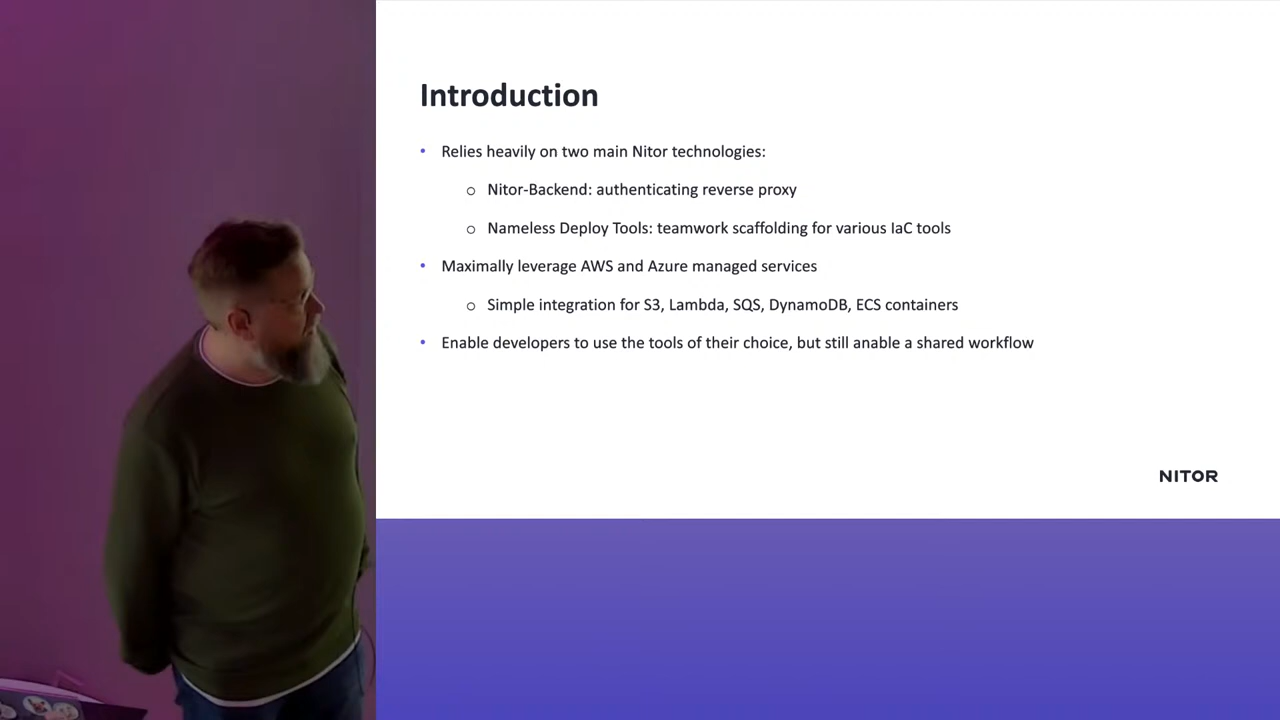 Introduction
• Relies heavily on two main Nitor technologies:
o Nitor-Backend: authenticating reverse proxy
o Nameless Deploy Tools: teamwork scaffolding for various IaC tools
• Maximally leverage AWS and Azure managed services
o Simple integration for S3, Lambda, SQS, DynamoDB, ECS containers
• Enable developers to use the tools of their choice, but still anable a shared workflow
NITOR